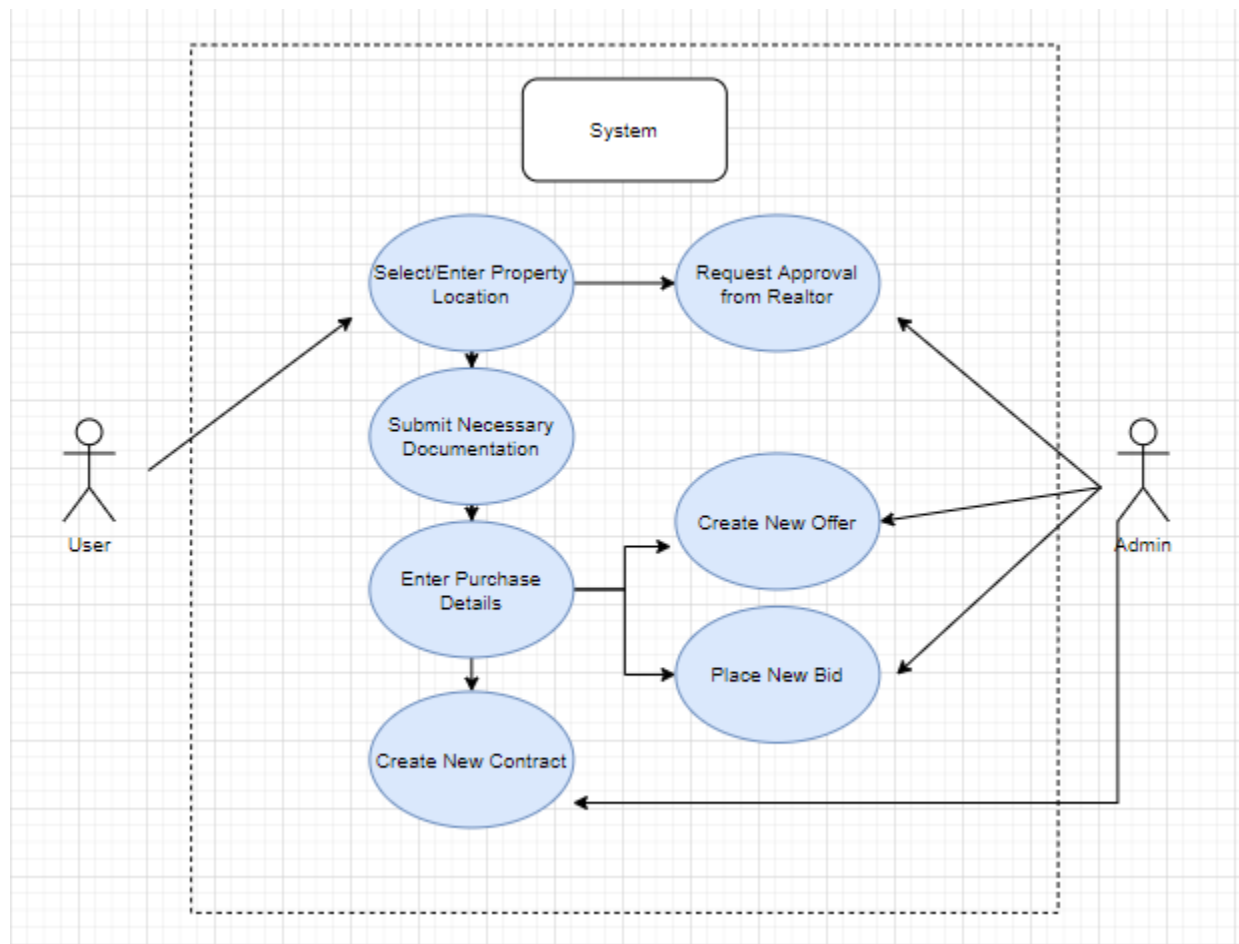 System
Select/Enter Property
Location
Request Approval
from Realtor
Submit Necessary
Documentation
User
Create New Offer
Admin
Enter Purchase
Details
Place New Bid
Create New Contract